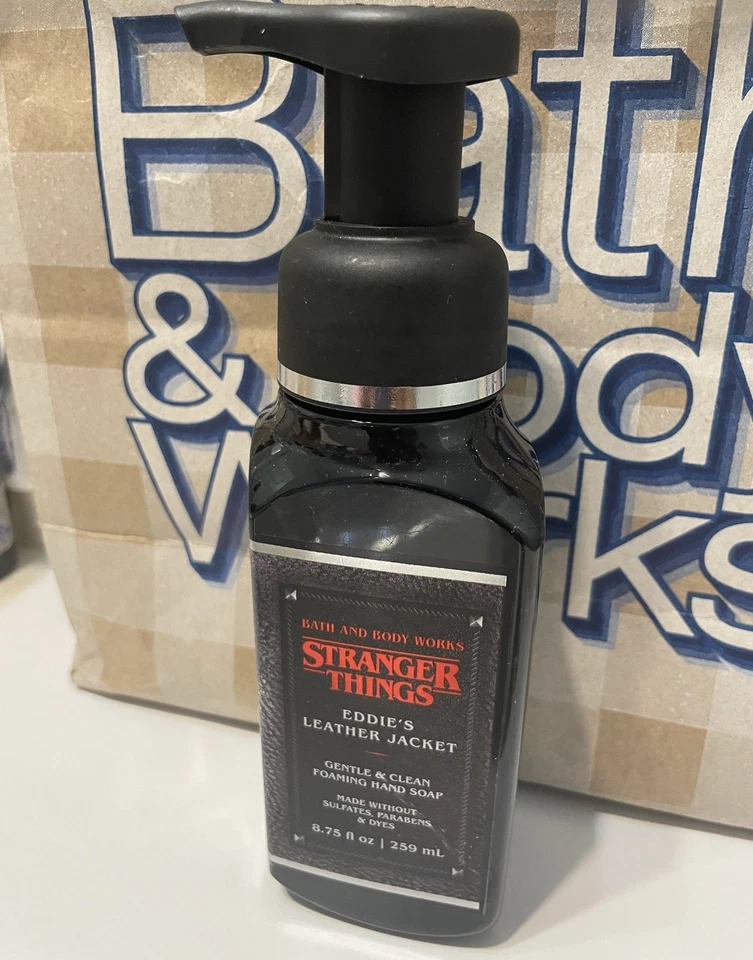 Bath
& Body
Works
BATH AND BODY WORKS
STRANGER
THINGS
EDDIE'S
LEATHER JACKET
GENTLE & CLEAN
FOAMING HAND SOAP
MADE WITHOUT
SULFATES, PARABENS
& DYES
8.75 fl oz | 259 mL